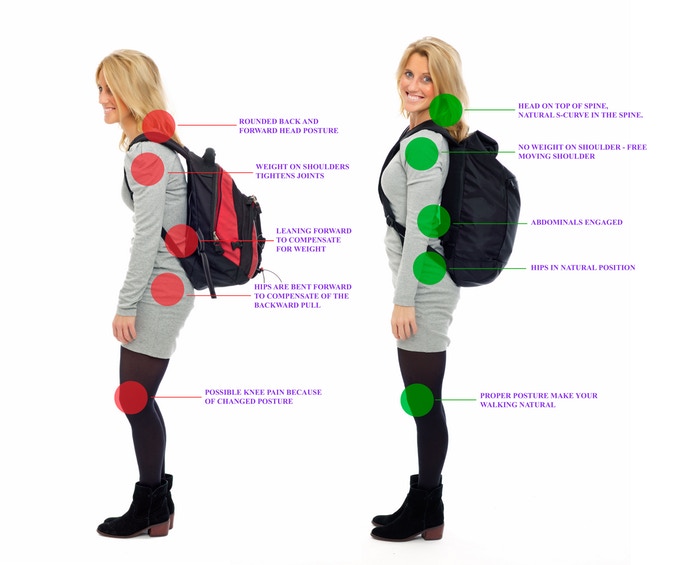 ROUNDED BACK AND
FORWARD HEAD POSTURE
WEIGHT ON SHOULDERS
TIGHTENS JOINTS
LEANING FORWARD
TO COMPENSATE
FOR WEIGHT
HIPS ARE BENT FORWARD
TO COMPENSATE OF THE
BACKWARD PULL
POSSIBLE KNEE PAIN BECAUSE
OF CHANGED POSTURE
HEAD ON TOP OF SPINE,
NATURAL S-CURVE IN THE SPINE.
NO WEIGHT ON SHOULDER - FREE
MOVING SHOULDER
ABDOMINALS ENGAGED
HIPS IN NATURAL POSITION
PROPER POSTURE MAKE YOUR
WALKING NATURAL